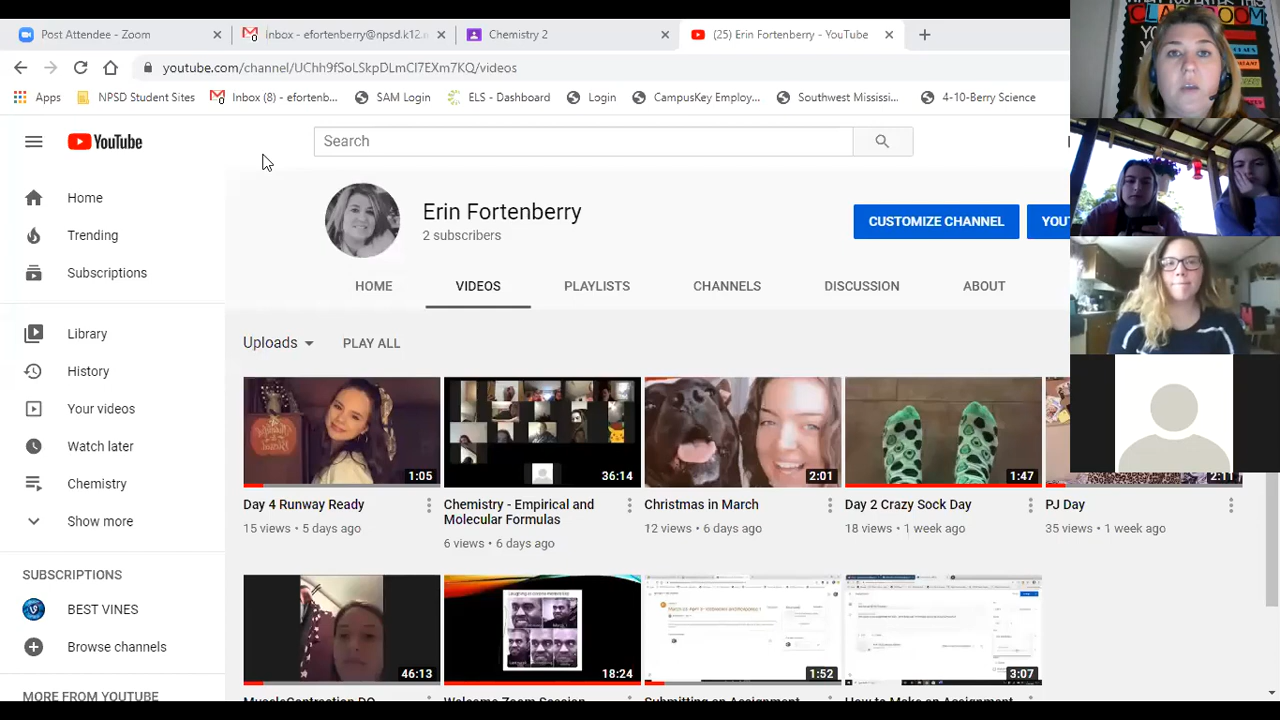 Post Attendee - Zoom
Inbox - efortenberry@npsd.k12.
Chemistry 2
(25) Erin Fortenberry - YouTube
Apps
NPSD Student Sites
Inbox (8) - efortenb...
SAM Login
ELS - Dashboard
Login
CampusKey Employ...
Southwest Mississi...
4-10-Berry Science
YouTube
Search
Erin Fortenberry
2 subscribers
CUSTOMIZE CHANNEL
HOME
VIDEOS
PLAYLISTS
CHANNELS
DISCUSSION
ABOUT
Home
Trending
Subscriptions
Library
History
Your videos
Watch later
Chemistry
Show more
SUBSCRIPTIONS
BEST VINES
Browse channels
MORE FROM YOUTUBE
Uploads
PLAY ALL
1:05
36:14
2:01
1:47
2:11
Day 4 Runway Ready
15 views • 5 days ago
Chemistry - Empirical and
Molecular Formulas
6 views • 6 days ago
Christmas in March
12 views • 6 days ago
Day 2 Crazy Sock Day
18 views • 1 week ago
PJ Day
35 views • 1 week ago
46:13
18:24
1:52
3:07